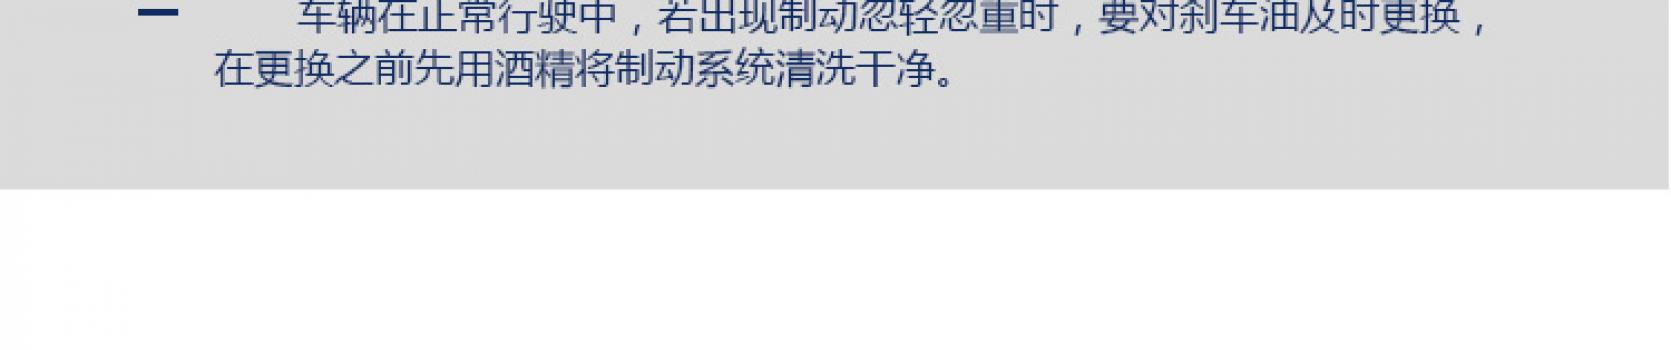 车辆在正常行驶中，若出现制动忽轻忽重时，要对刹车油及时更换，
在更换之前先用酒精将制动系统清洗干净。